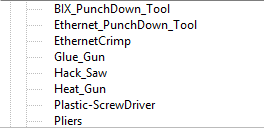 BIX_PunchDown_Tool
Ethernet_PunchDown_Tool
EthernetCrimp
Glue_Gun
Hack_Saw
Heat_Gun
Plastic-ScrewDriver
Pliers